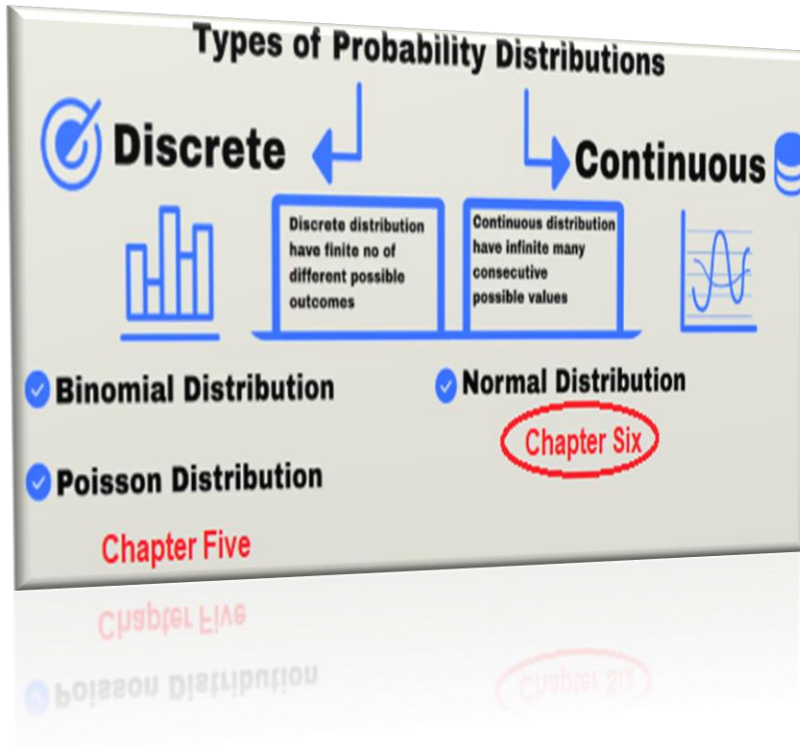 Types of Probability Distributions
Discrete
Continuous
Discrete distribution
have finite no of
different possible
outcomes
Continuous distribution
have infinite many
consecutive
possible values
Binomial Distribution
Normal Distribution
Chapter Six
Poisson Distribution
Chapter Five